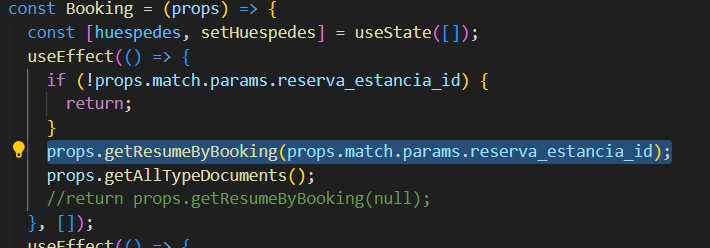 const Booking = (props) => {
const [huespedes, setHuespedes] = useState([]);
useEffect(() => {
if (!props.match.params.reserva_estancia_id) {
return;
}
props.getResumeByBooking(props.match.params.reserva_estancia_id);
props.getAllTypeDocuments();
//return props.getResumeByBooking(null);
}, []);
useEffect(() => {